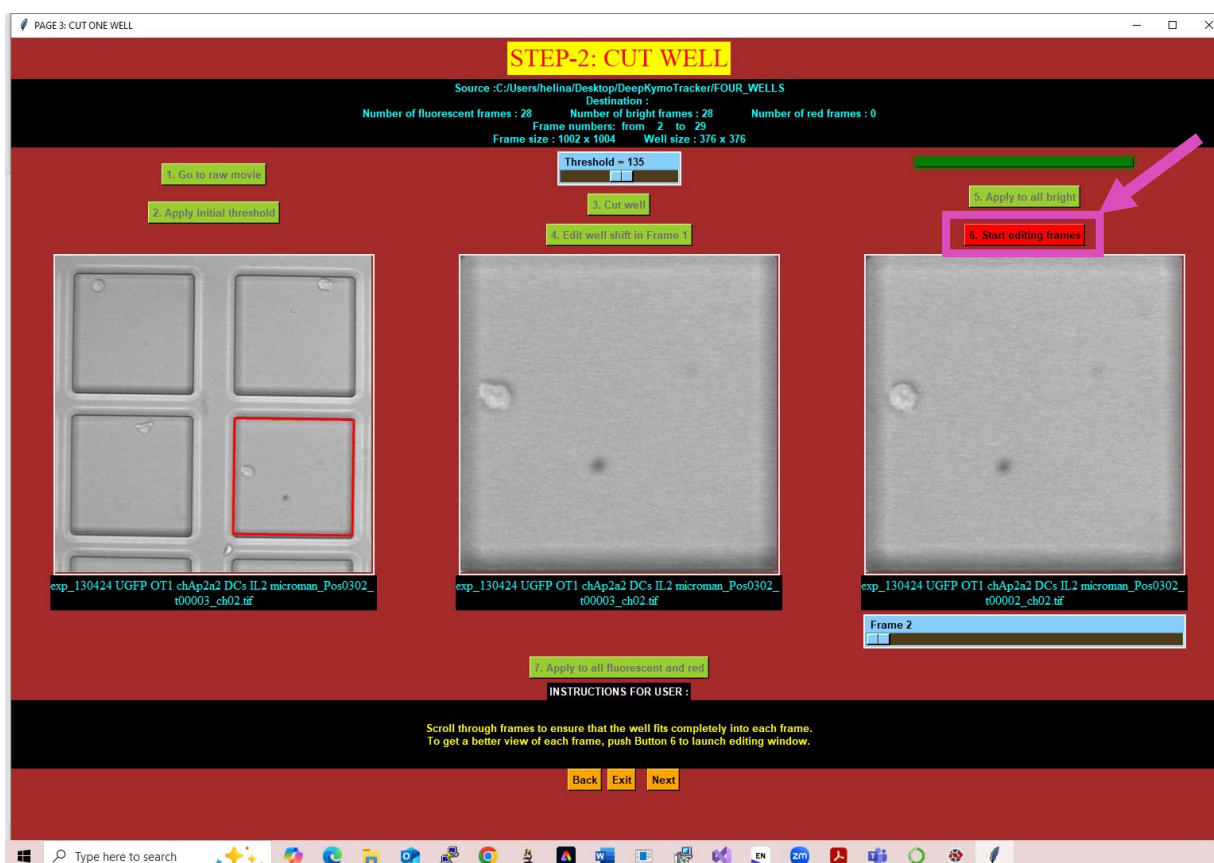 PAGE 3: CUT ONE WELL
STEP-2: CUT WELL
Source :C:/Users/helina/Desktop/DeepKymoTracker/FOUR_WELLS
Destination :
Number of fluorescent frames : 28 Number of bright frames : 28 Number of red frames : 0
Frame numbers: from 2 to 29
Frame size : 1002 x 1004 Well size : 376 x 376
1. Go to raw movie
2. Apply initial threshold
Threshold = 135
3. Cut well
4. Edit well shift in Frame 1
5. Apply to all bright
6. Start editing frames
exp_130424 UGFP OT1 chAp2a2 DCs IL2 microman_Pos0302_
t00003_ch02.tif
exp_130424 UGFP OT1 chAp2a2 DCs IL2 microman_Pos0302_
t00003_ch02.tif
exp_130424 UGFP OT1 chAp2a2 DCs IL2 microman_Pos0302_
t00002_ch02.tif
Frame 2
7. Apply to all fluorescent and red
INSTRUCTIONS FOR USER :
Scroll through frames to ensure that the well fits completely into each frame.
To get a better view of each frame, push Button 6 to launch editing window.
Back Exit Next
Type here to search
EN
zm